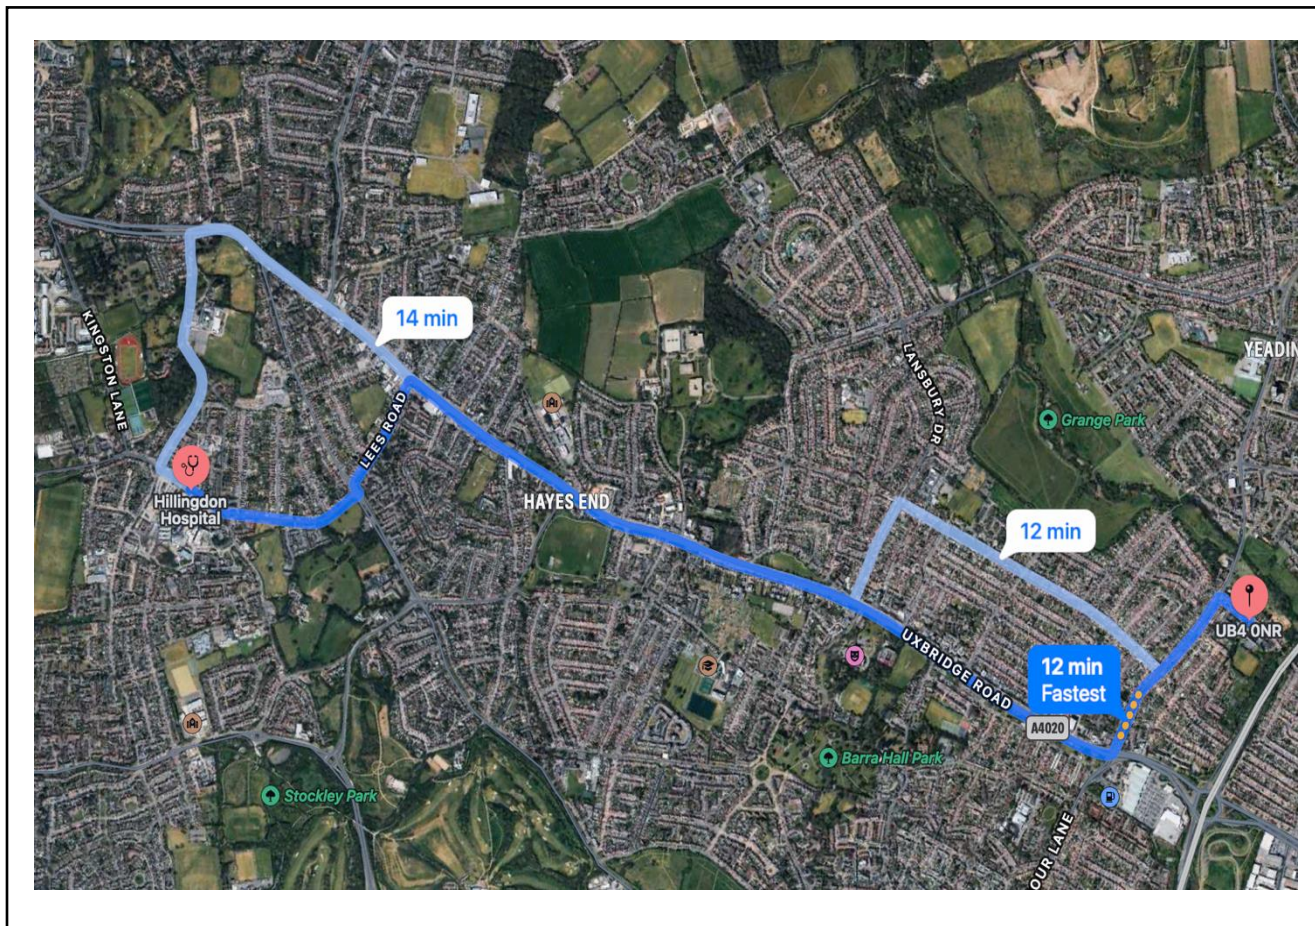 14 min
KINGSTON LANE
LANSBURY DR
YEADIN
LEES ROAD
Grange Park
Hillingdon
Hospital
HAYES END
12 min
UB4 0NR
UXBRIDGE ROAD
12 min
Fastest
A4020
Barra Hall Park
Stockley Park
OUR LANE